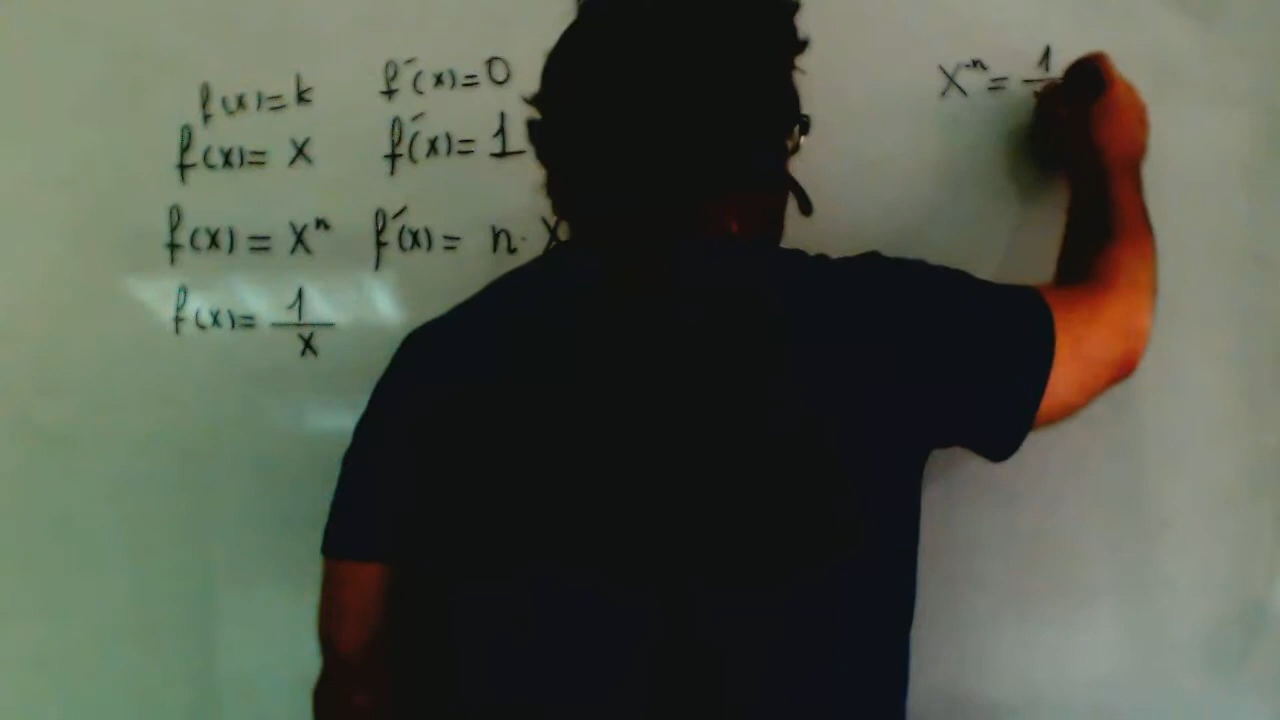 f(x)=k f´(x)=0
f(x)= x f´(x)= 1
f(x) = xⁿ f´(x) = n · x
f(x)= 1/x
x⁻ⁿ = 1/